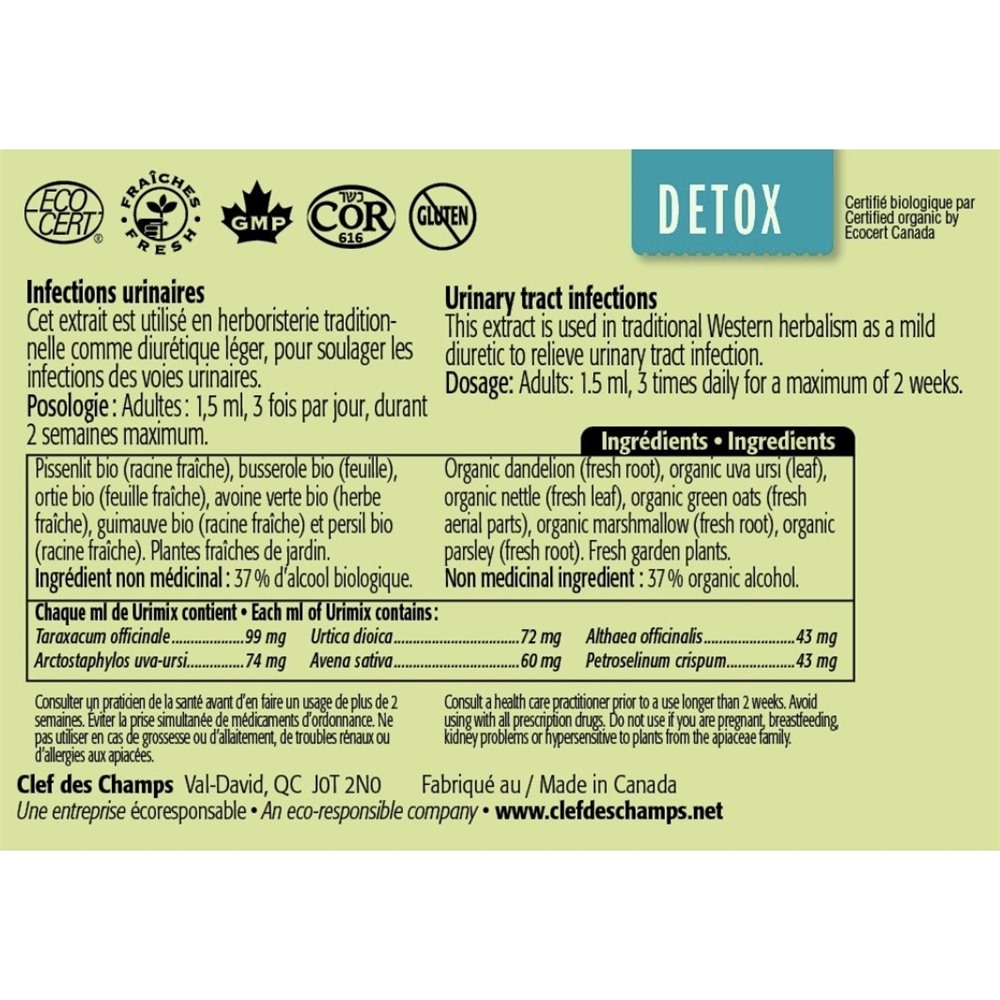 ECO
CERT
®
FRAÎCHES
FRESH
GMP
כשר
COR
616
GLUTEN
DETOX
Certifié biologique par
Certified organic by
Ecocert Canada
Infections urinaires
Cet extrait est utilisé en herboristerie tradition-
nelle comme diurétique léger, pour soulager les
infections des voies urinaires.
Posologie : Adultes : 1,5 ml, 3 fois par jour, durant
2 semaines maximum.
Urinary tract infections
This extract is used in traditional Western herbalism as a mild
diuretic to relieve urinary tract infection.
Dosage: Adults: 1.5 ml, 3 times daily for a maximum of 2 weeks.
Ingrédients • Ingredients
Pissenlit bio (racine fraîche), busserole bio (feuille),
ortie bio (feuille fraîche), avoine verte bio (herbe
fraîche), guimauve bio (racine fraîche) et persil bio
(racine fraîche). Plantes fraîches de jardin.
Ingrédient non médicinal : 37 % d'alcool biologique.
Organic dandelion (fresh root), organic uva ursi (leaf),
organic nettle (fresh leaf), organic green oats (fresh
aerial parts), organic marshmallow (fresh root), organic
parsley (fresh root). Fresh garden plants.
Non medicinal ingredient : 37 % organic alcohol.
Chaque ml de Urimix contient • Each ml of Urimix contains :
Taraxacum officinale...................99 mg Urtica dioica................................72 mg Althaea officinalis.......................43 mg
Arctostaphylos uva-ursi..............74 mg Avena sativa................................60 mg Petroselinum crispum.................43 mg
Consulter un praticien de la santé avant d'en faire un usage de plus de 2
semaines. Éviter la prise simultanée de médicaments d'ordonnance. Ne
pas utiliser en cas de grossesse ou d'allaitement, de troubles rénaux ou
d'allergies aux apiacées.
Consult a health care practitioner prior to a use longer than 2 weeks. Avoid
using with all prescription drugs. Do not use if you are pregnant, breastfeeding,
kidney problems or hypersensitive to plants from the apiaceae family.
Clef des Champs Val-David, QC J0T 2N0 Fabriqué au / Made in Canada
Une entreprise écoresponsable • An eco-responsible company • www.clefdeschamps.net